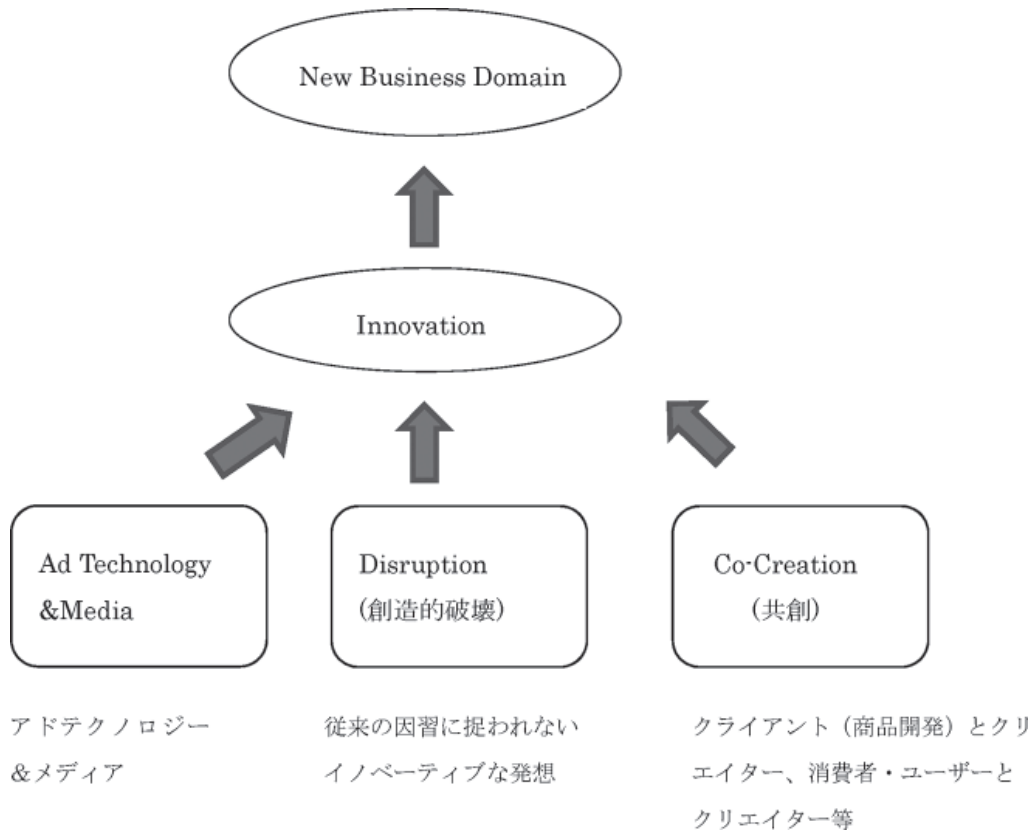 New Business Domain
Innovation
Ad Technology
&Media
Disruption
(創造的破壊)
Co-Creation
(共創)
アドテクノロジー
&メディア
従来の因習に捉われない
イノベーティブな発想
クライアント（商品開発）とクリ
エイター、消費者・ユーザーと
クリエイター等